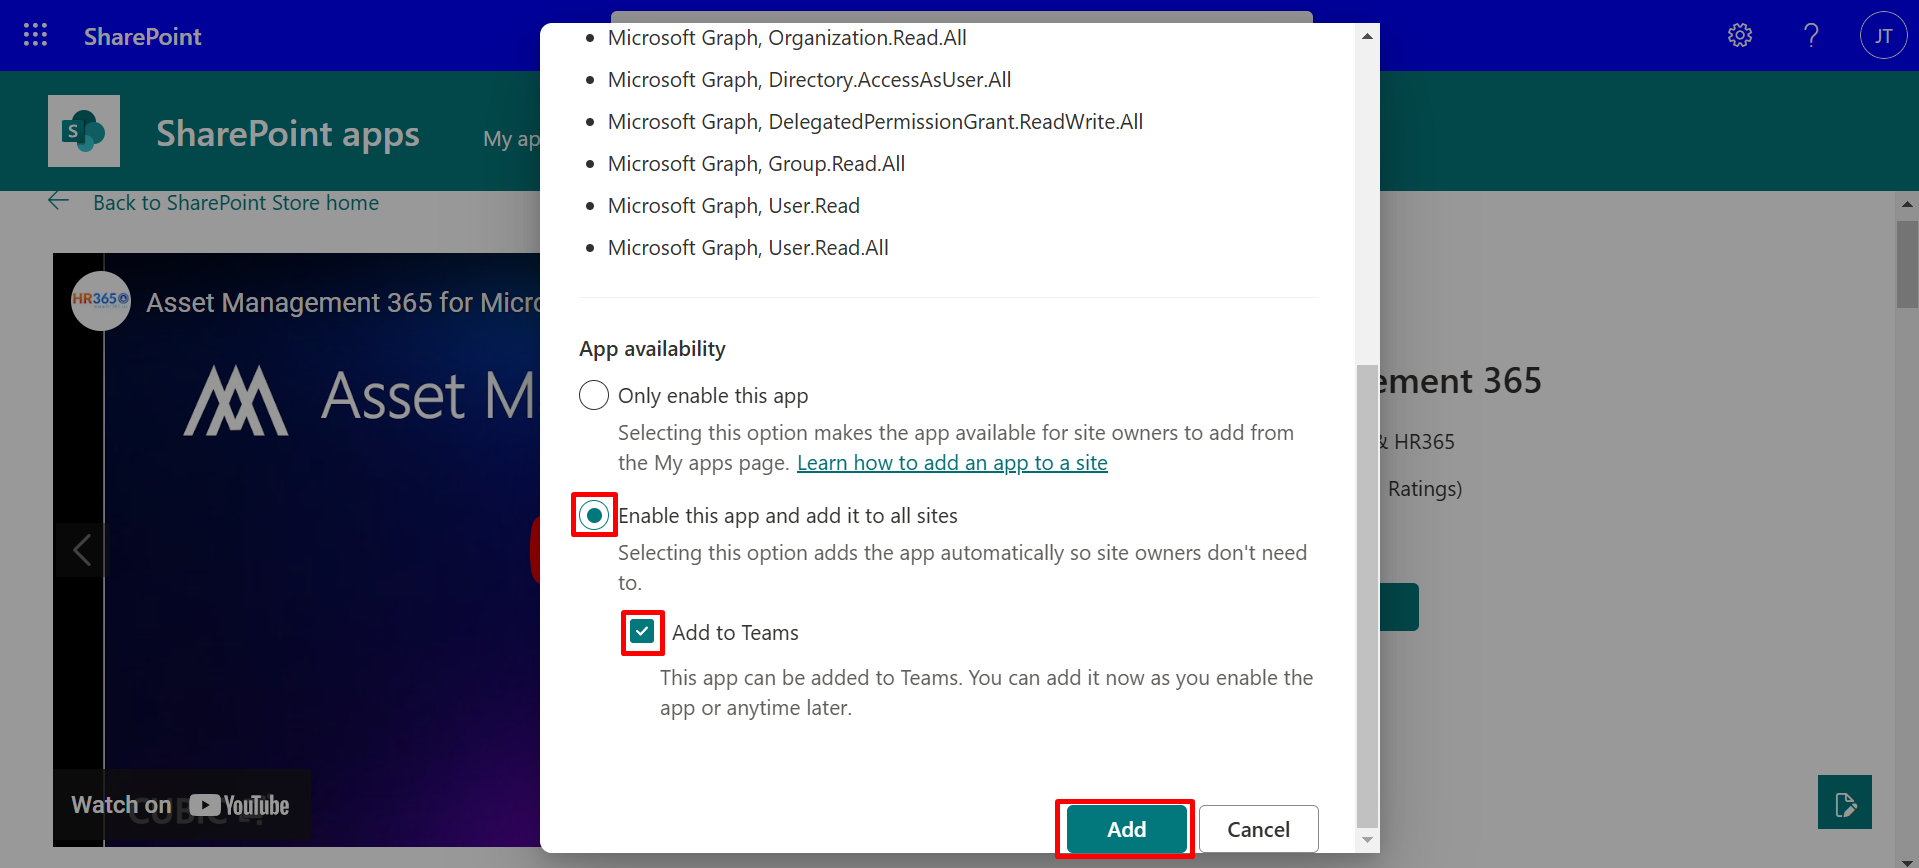 SharePoint
JT
SharePoint apps
My ap
Back to SharePoint Store home
HR365
Asset Management 365 for Micro
Asset M
Watch on YouTube
Microsoft Graph, Organization.Read.All
Microsoft Graph, Directory.AccessAsUser.All
Microsoft Graph, DelegatedPermissionGrant.ReadWrite.All
Microsoft Graph, Group.Read.All
Microsoft Graph, User.Read
Microsoft Graph, User.Read.All
App availability
Only enable this app
Selecting this option makes the app available for site owners to add from
the My apps page. Learn how to add an app to a site
Enable this app and add it to all sites
Selecting this option adds the app automatically so site owners don't need
to.
Add to Teams
This app can be added to Teams. You can add it now as you enable the
app or anytime later.
Add
Cancel
ement 365
& HR365
Ratings)